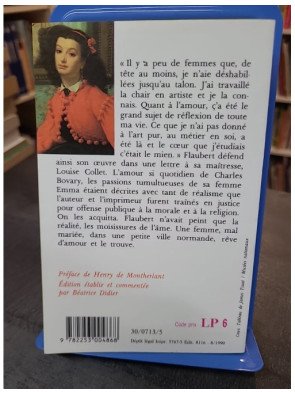 « Il y a peu de femmes que, de
tête au moins, je n'aie déshabil-
lées jusqu'au talon. J'ai travaillé
la chair en artiste et je la con-
nais. Quant à l'amour, ç'a été le
grand sujet de réflexion de toute
ma vie. Ce que je n'ai pas donné
à l'art pur, au métier en soi, a
été là et le cœur que j'étudiais
c'était le mien. » Flaubert défend
ainsi son œuvre dans une lettre à sa maîtresse,
Louise Collet. L'amour si quotidien de Charles
Bovary, les passions tumultueuses de sa femme
Emma étaient décrites avec tant de réalisme que
l'auteur et l'imprimeur furent traînés en justice
pour offense publique à la morale et à la religion.
On les acquitta. Flaubert n'avait peint que la
réalité, les moisissures de l'âme. Une femme, mal
mariée, dans une petite ville normande, rêve
d'amour et le trouve.
Préface de Henry de Montherlant
Édition établie et commentée
par Béatrice Didier
30/0713/5
Code prix LP 6
9 782253 004868